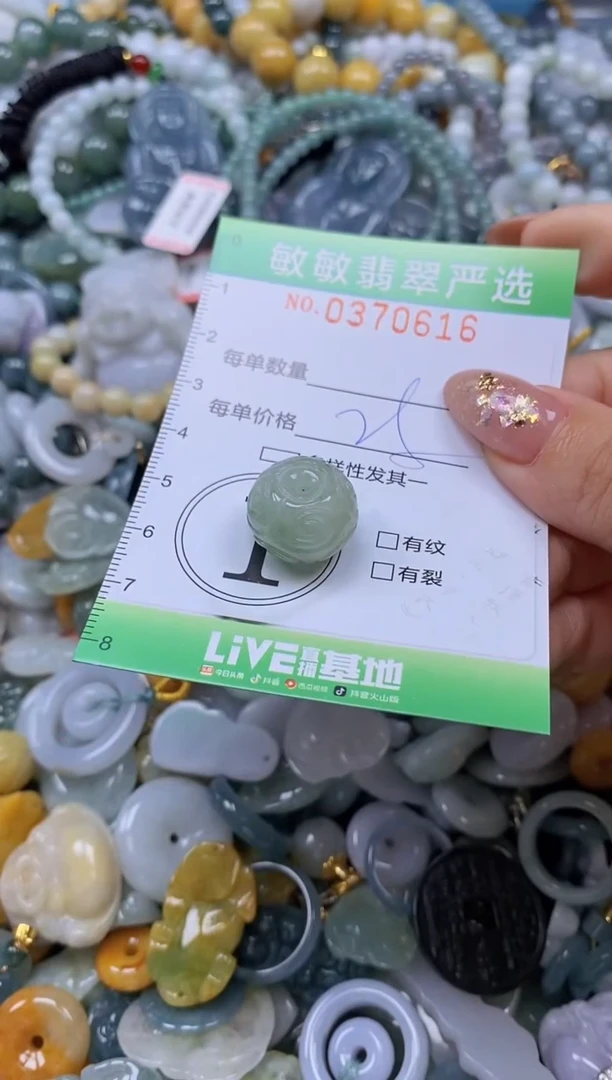 0
敏敏翡翠严选
1
NO.0370616
2
每单数量
3
每单价格
4
样性发其一
5
6
□有纹
□有裂
7
8
LiVE直播基地
今日头条 抖音 西瓜视频 抖音火山版